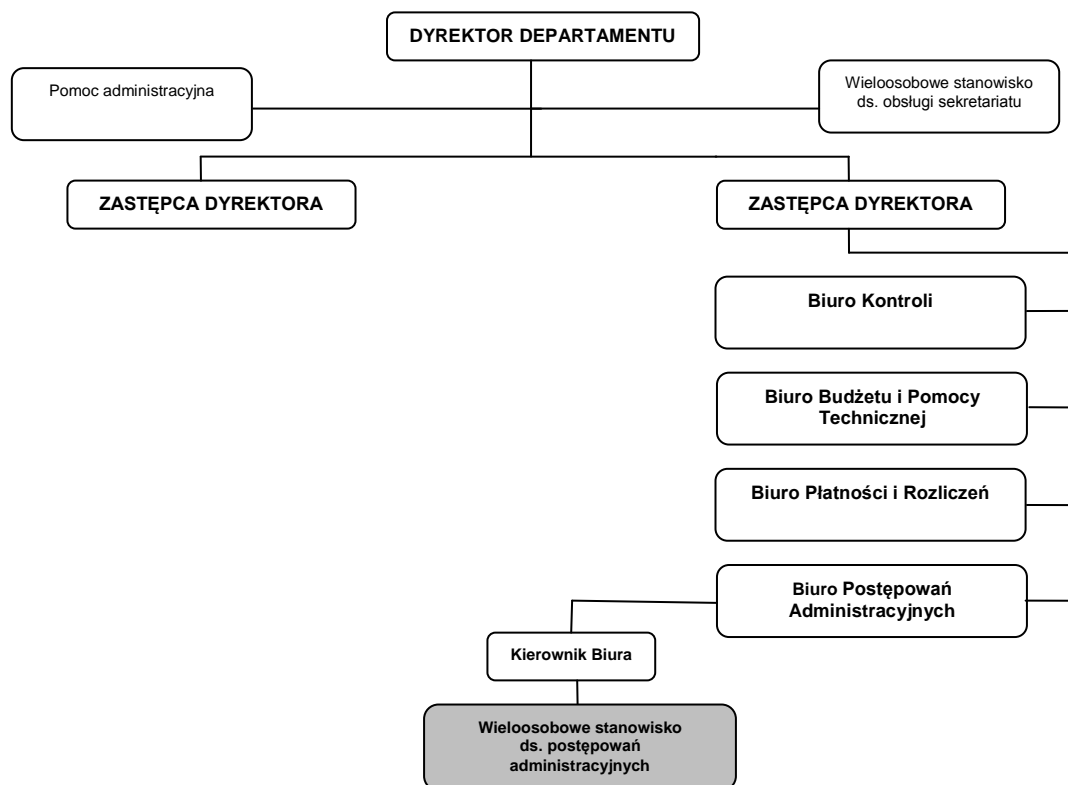 DYREKTOR DEPARTAMENTU
Pomoc administracyjna
Wieloosobowe stanowisko
ds. obsługi sekretariatu
ZASTĘPCA DYREKTORA
ZASTĘPCA DYREKTORA
Biuro Kontroli
Biuro Budżetu i Pomocy
Technicznej
Biuro Płatności i Rozliczeń
Biuro Postępowań
Administracyjnych
Kierownik Biura
Wieloosobowe stanowisko
ds. postępowań
administracyjnych